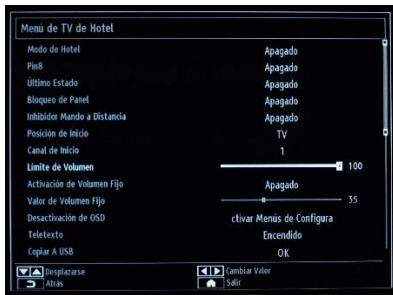 Menú de TV de Hotel
Modo de Hotel Apagado
Pin8 Apagado
Último Estado Apagado
Bloqueo de Panel Apagado
Inhibidor Mando a Distancia Apagado
Posición de Inicio TV
Canal de Inicio 1
Límite de Volumen 100
Activación de Volumen Fijo Apagado
Valor de Volumen Fijo 35
Desactivación de OSD ctivar Menús de Configura
Teletexto Encendido
Copiar A USB OK
Desplazarse Cambiar Valor
Atrás Salir